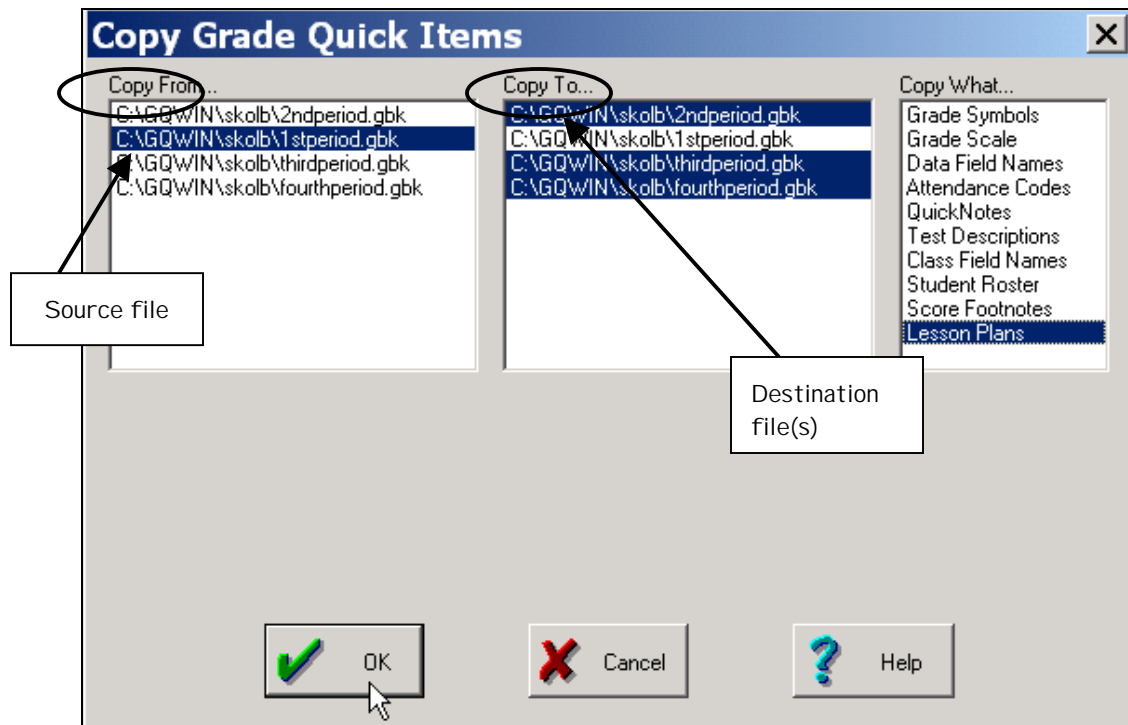 Copy Grade Quick Items
Copy From...
C:\GQWIN\skolb\2ndperiod.gbk
C:\GQWIN\skolb\1stperiod.gbk
C:\GQWIN\skolb\thirdperiod.gbk
C:\GQWIN\skolb\fourthperiod.gbk
Copy To...
C:\GQWIN\skolb\2ndperiod.gbk
C:\GQWIN\skolb\1stperiod.gbk
C:\GQWIN\skolb\thirdperiod.gbk
C:\GQWIN\skolb\fourthperiod.gbk
Copy What...
Grade Symbols
Grade Scale
Data Field Names
Attendance Codes
QuickNotes
Test Descriptions
Class Field Names
Student Roster
Score Footnotes
Lesson Plans
Source file
Destination
file(s)
OK
Cancel
Help